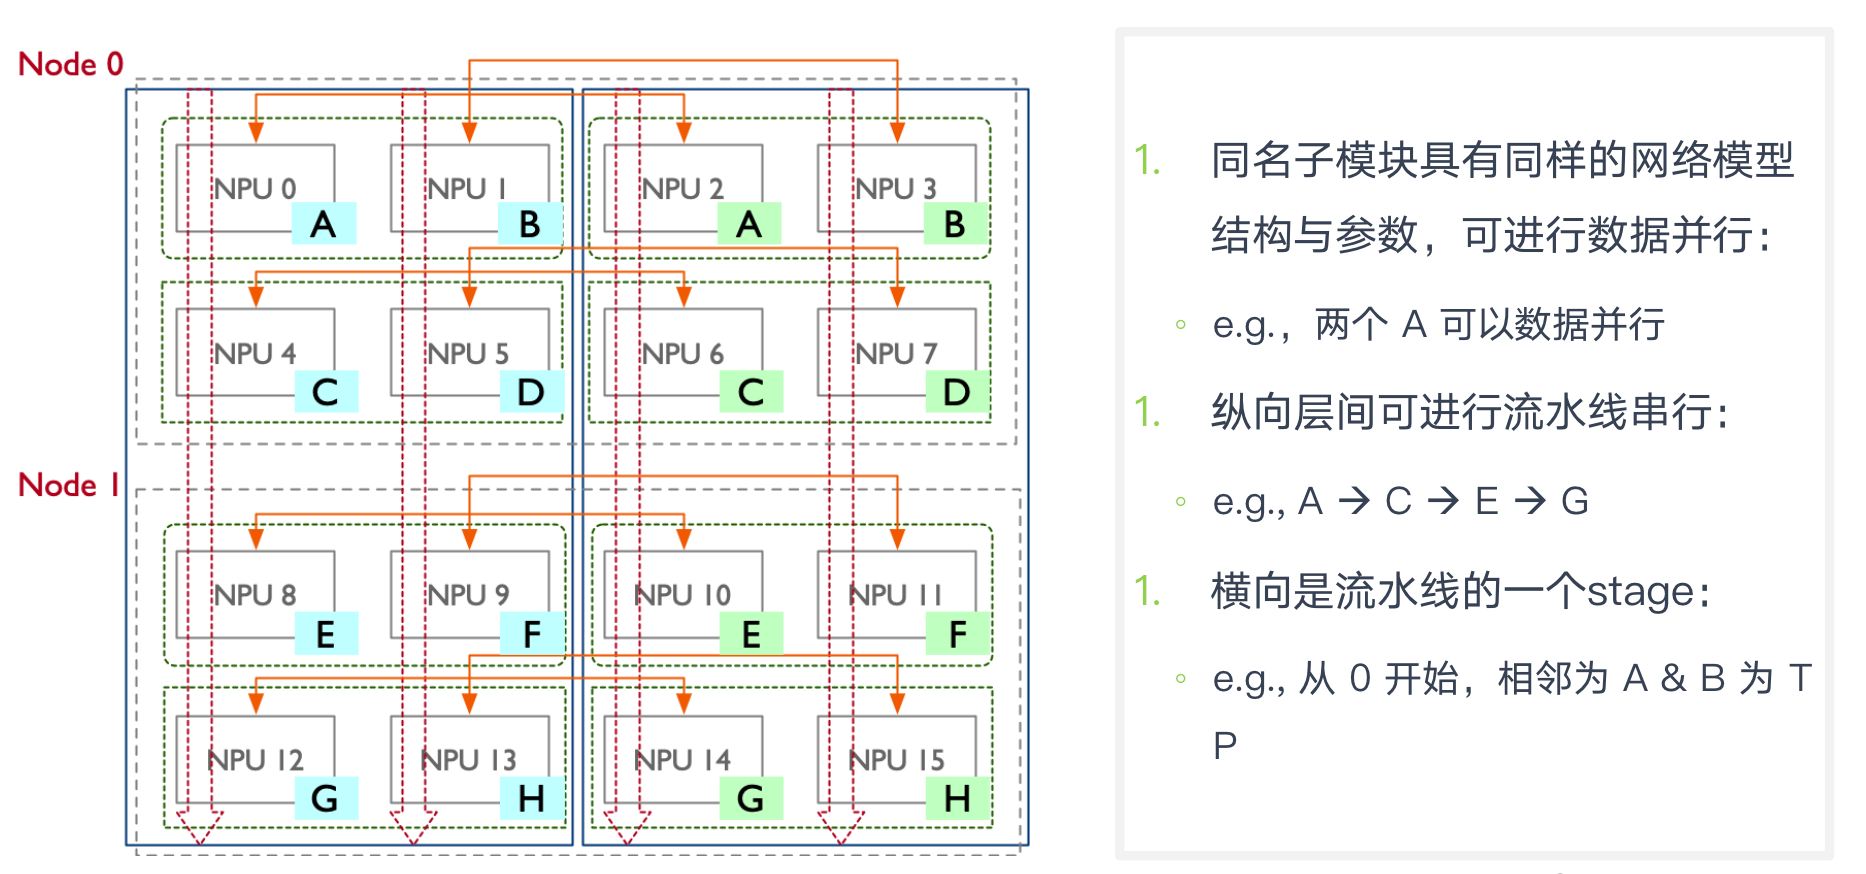 Node 0
NPU 0
A
NPU 1
B
NPU 2
A
NPU 3
B
NPU 4
C
NPU 5
D
NPU 6
C
NPU 7
D
Node 1
NPU 8
E
NPU 9
F
NPU 10
E
NPU 11
F
NPU 12
G
NPU 13
H
NPU 14
G
NPU 15
H
1. 同名子模块具有同样的网络模型
结构与参数，可进行数据并行：
◦ e.g.，两个 A 可以数据并行
1. 纵向层间可进行流水线串行：
◦ e.g., A → C → E → G
1. 横向是流水线的一个stage：
◦ e.g., 从 0 开始，相邻为 A & B 为 T
P